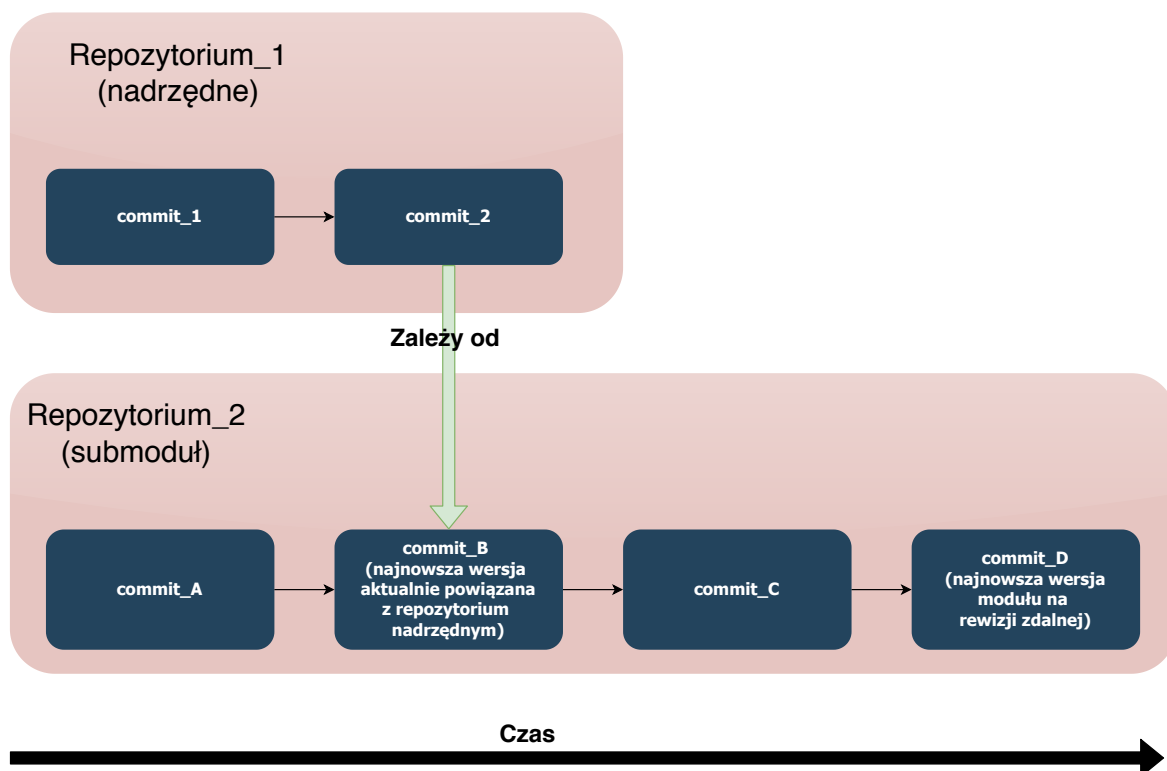 Repozytorium_1
(nadrzędne)
commit_1
commit_2
Zależy od
Repozytorium_2
(submoduł)
commit_A
commit_B
(najnowsza wersja
aktualnie powiązana
z repozytorium
nadrzędnym)
commit_C
commit_D
(najnowsza wersja
modułu na
rewizji zdalnej)
Czas